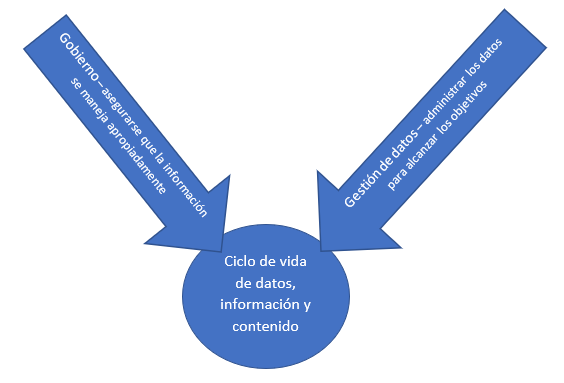 Gobierno – asegurarse que la información
se maneja apropiadamente
Gestión de datos – administrar los datos
para alcanzar los objetivos
Ciclo de vida
de datos,
información y
contenido